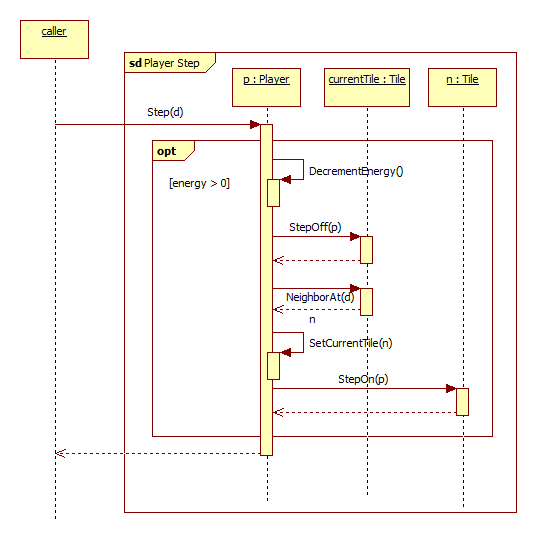 caller
sd Player Step
p : Player
currentTile : Tile
n : Tile
Step(d)
opt
[energy > 0]
DecrementEnergy()
StepOff(p)
NeighborAt(d)
n
SetCurrentTile(n)
StepOn(p)